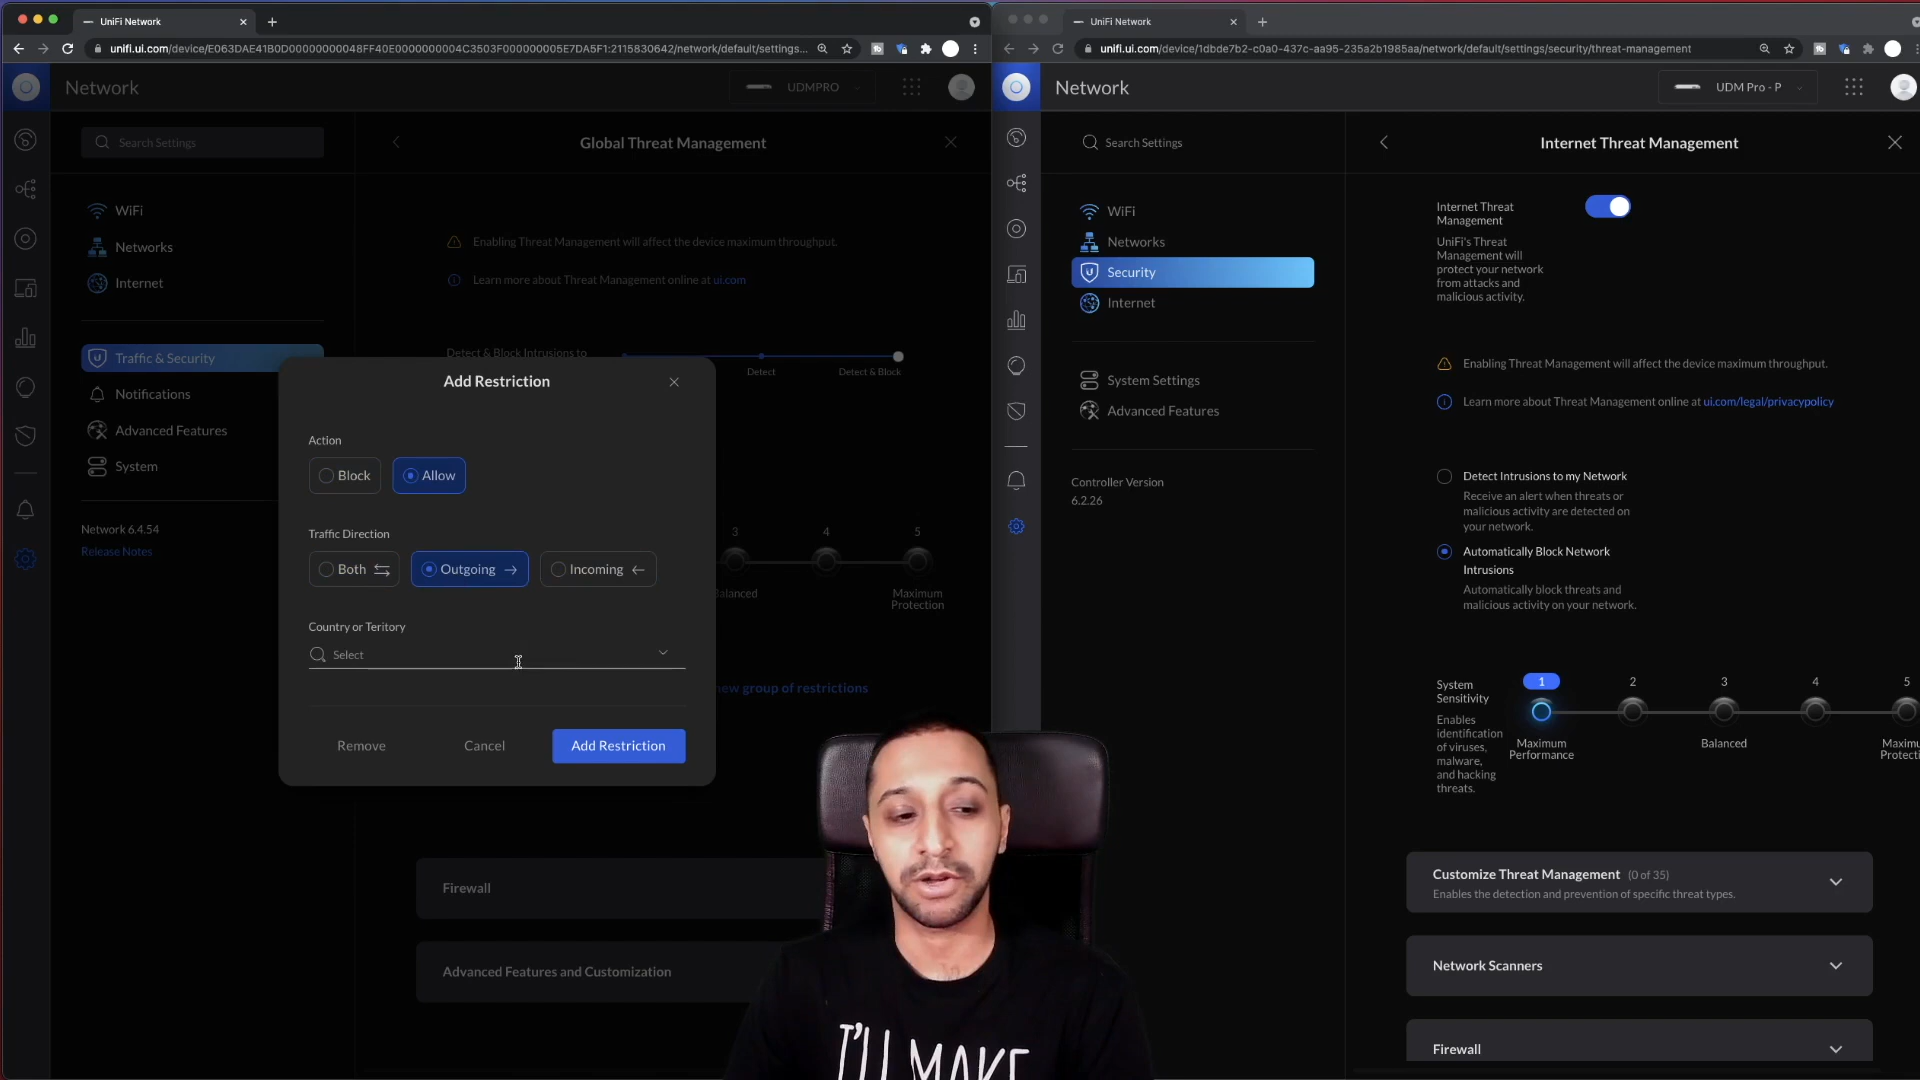 UniFi Network
unifi.ui.com/device/E063DAE41B0D00000000048FF40E0000000004C3503F000000005E7DA5F1:2115830642/network/default/settings...
Network
UDMPRO
Search Settings
WiFi
Networks
Internet
Traffic & Security
Notifications
Advanced Features
System
Network 6.4.54
Release Notes
Global Threat Management
Enabling Threat Management will affect the device maximum throughput.
Learn more about Threat Management online at ui.com
Detect & Block Intrusions to
Detect
Detect & Block
Add Restriction
Action
Block
Allow
Traffic Direction
Both
Outgoing
Incoming
Country or Teritory
Select
Remove
Cancel
Add Restriction
3
4
5
alanced
Maximum
Protection
new group of restrictions
Firewall
Advanced Features and Customization
I'LL MAKE
UniFi Network
unifi.ui.com/device/1dbde7b2-c0a0-437c-aa95-235a2b1985aa/network/default/settings/security/threat-management
Network
UDM Pro - P
Search Settings
WiFi
Networks
Security
Internet
System Settings
Advanced Features
Controller Version
6.2.26
Internet Threat Management
Internet Threat
Management
UniFi's Threat
Management will
protect your network
from attacks and
malicious activity.
Enabling Threat Management will affect the device maximum throughput.
Learn more about Threat Management online at ui.com/legal/privacypolicy
Detect Intrusions to my Network
Receive an alert when threats or
malicious activity are detected on
your network.
Automatically Block Network
Intrusions
Automatically block threats and
malicious activity on your network.
System
Sensitivity
Enables
identification
of viruses,
malware,
and hacking
threats.
1
2
3
4
5
Maximum
Performance
Balanced
Maximu
Protecti
Customize Threat Management (0 of 35)
Enables the detection and prevention of specific threat types.
Network Scanners
Firewall